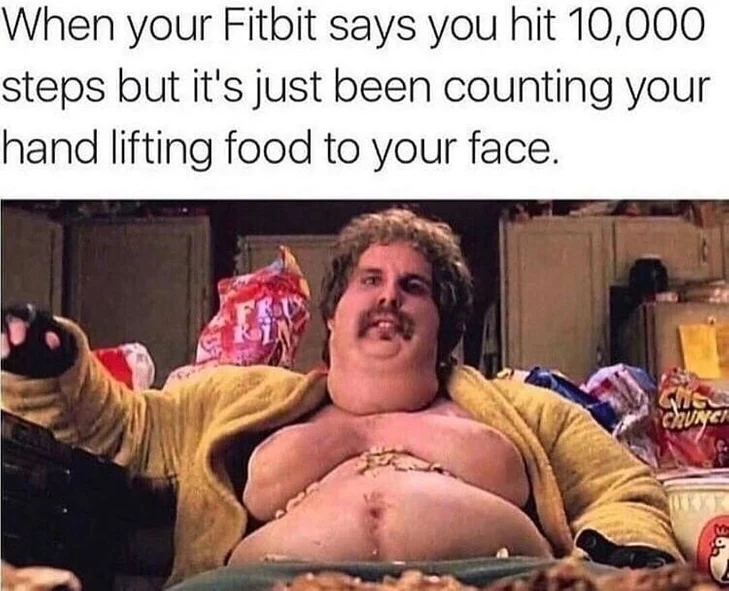 When your Fitbit says you hit 10,000
steps but it's just been counting your
hand lifting food to your face.
CRUNCH